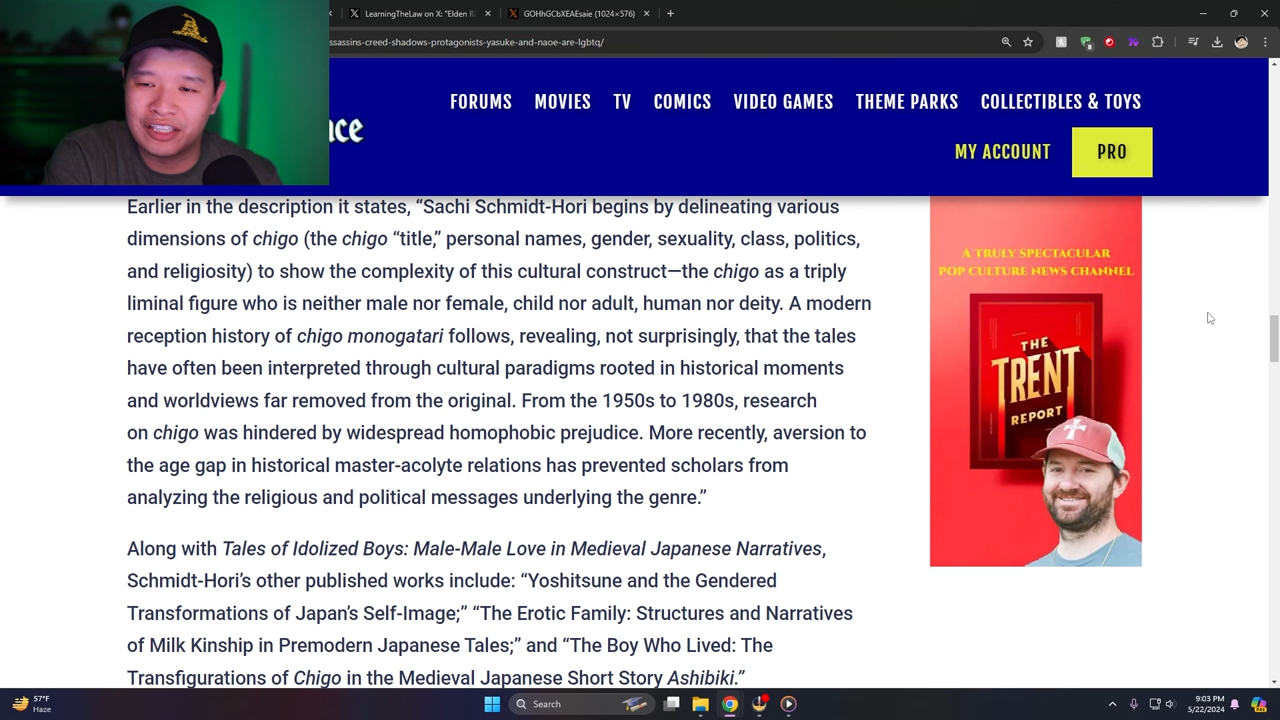 LearningTheLaw on X: "Elden R
GOHhGCbXEAEsaie (1024×576)
assassins-creed-shadows-protagonists-yasuke-and-naoe-are-lgbtq/
FORUMS MOVIES TV COMICS VIDEO GAMES THEME PARKS COLLECTIBLES & TOYS
MY ACCOUNT PRO
Earlier in the description it states, “Sachi Schmidt-Hori begins by delineating various
dimensions of chigo (the chigo “title,” personal names, gender, sexuality, class, politics,
and religiosity) to show the complexity of this cultural construct—the chigo as a triply
liminal figure who is neither male nor female, child nor adult, human nor deity. A modern
reception history of chigo monogatari follows, revealing, not surprisingly, that the tales
have often been interpreted through cultural paradigms rooted in historical moments
and worldviews far removed from the original. From the 1950s to 1980s, research
on chigo was hindered by widespread homophobic prejudice. More recently, aversion to
the age gap in historical master-acolyte relations has prevented scholars from
analyzing the religious and political messages underlying the genre.”
Along with Tales of Idolized Boys: Male-Male Love in Medieval Japanese Narratives,
Schmidt-Hori’s other published works include: “Yoshitsune and the Gendered
Transformations of Japan’s Self-Image;” “The Erotic Family: Structures and Narratives
of Milk Kinship in Premodern Japanese Tales;” and “The Boy Who Lived: The
Transfigurations of Chigo in the Medieval Japanese Short Story Ashibiki.”
A TRULY SPECTACULAR
POP CULTURE NEWS CHANNEL
THE
TRENT
REPORT
57°F
Haze
Search
9:03 PM
5/22/2024